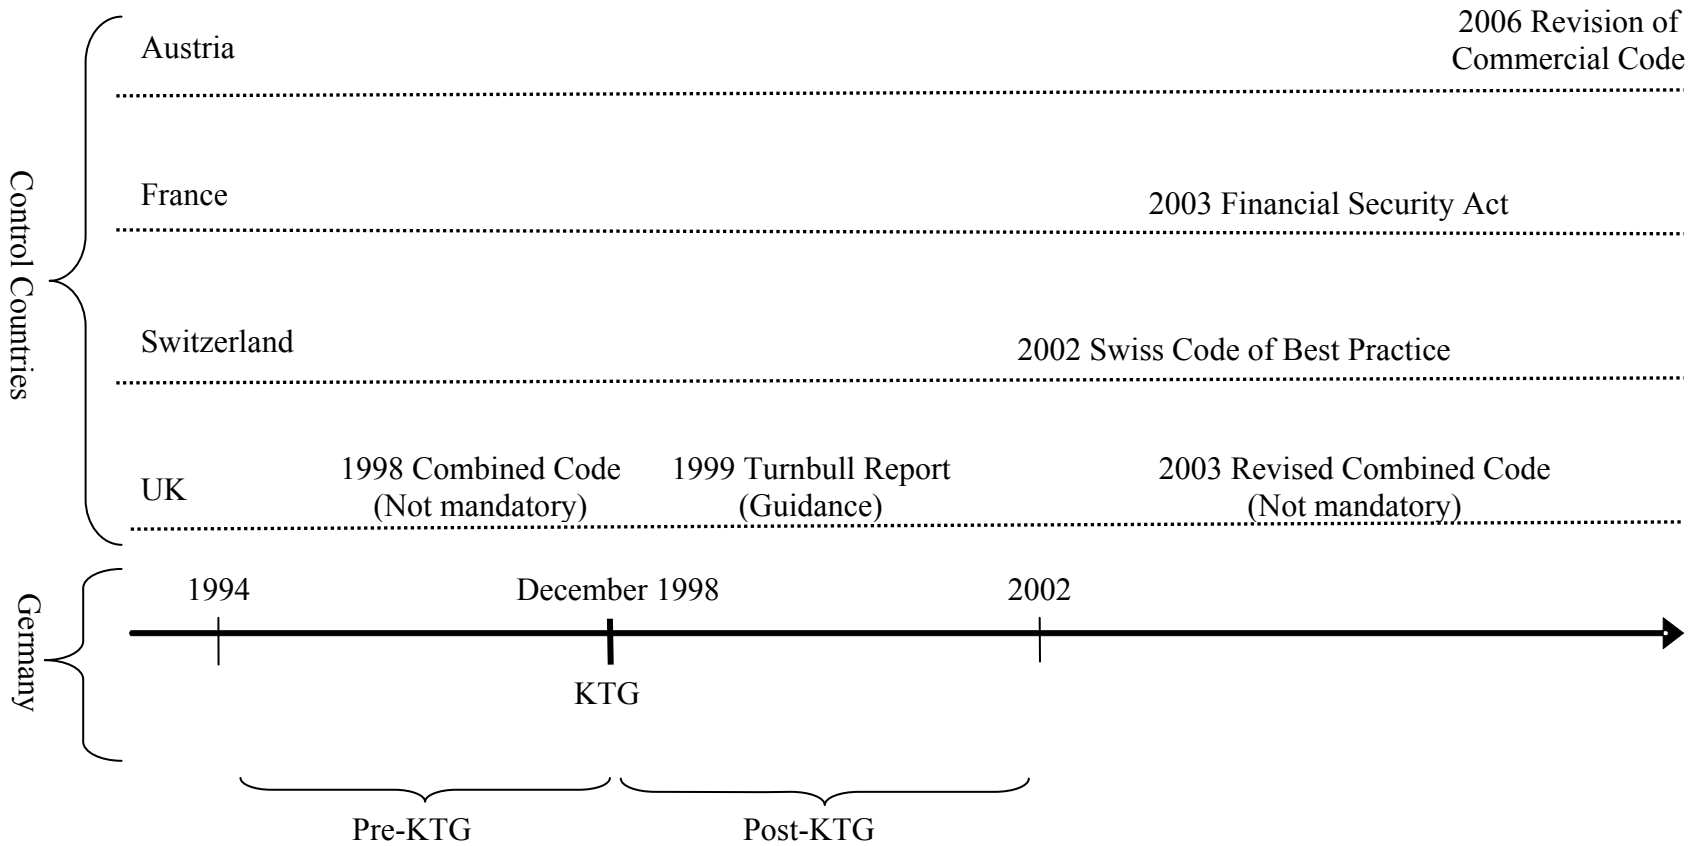 2006 Revision of
Commercial Code
Austria
France
2003 Financial Security Act
Control Countries
Switzerland
2002 Swiss Code of Best Practice
1998 Combined Code
(Not mandatory)
1999 Turnbull Report
(Guidance)
2003 Revised Combined Code
(Not mandatory)
UK
1994
December 1998
2002
Germany
KTG
Pre-KTG
Post-KTG